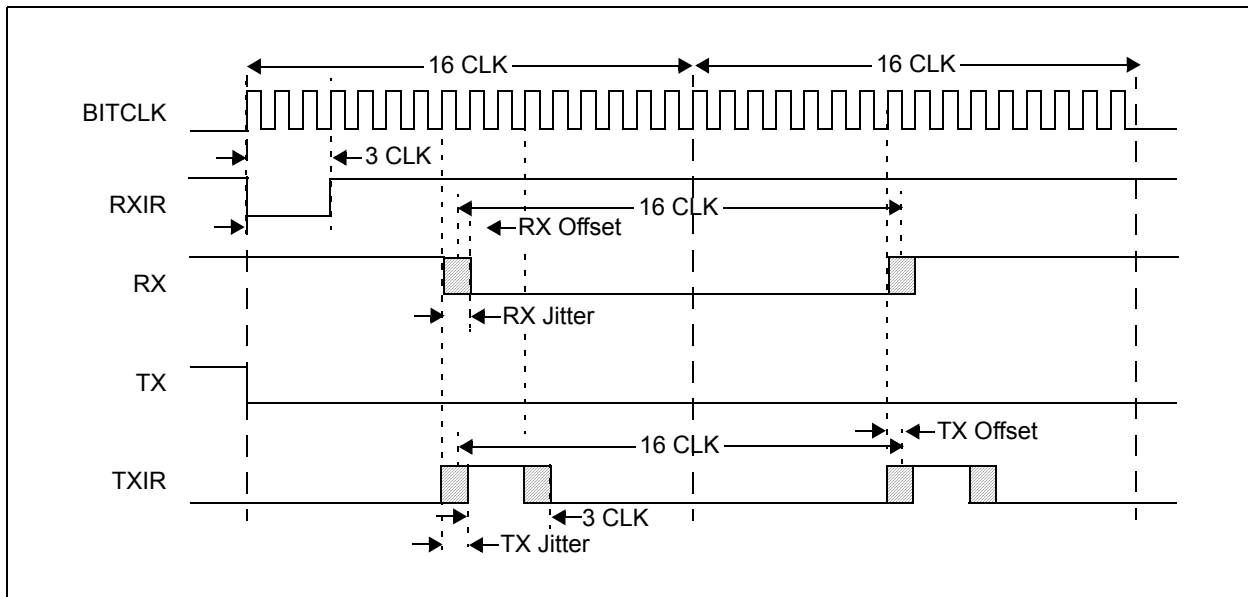 16 CLK
16 CLK
BITCLK
3 CLK
RXIR
16 CLK
RX Offset
RX
RX Jitter
TX
TX Offset
16 CLK
TXIR
3 CLK
TX Jitter